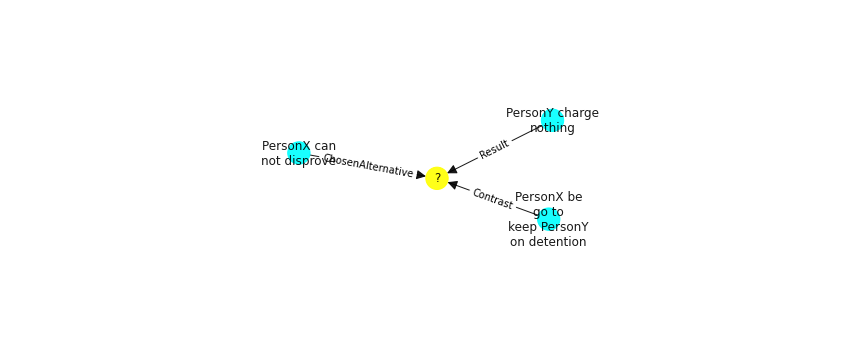 PersonY charge
nothing
PersonX can
not disprove
ChosenAlternative
Result
?
Contrast
PersonX be
go to
keep PersonY
on detention